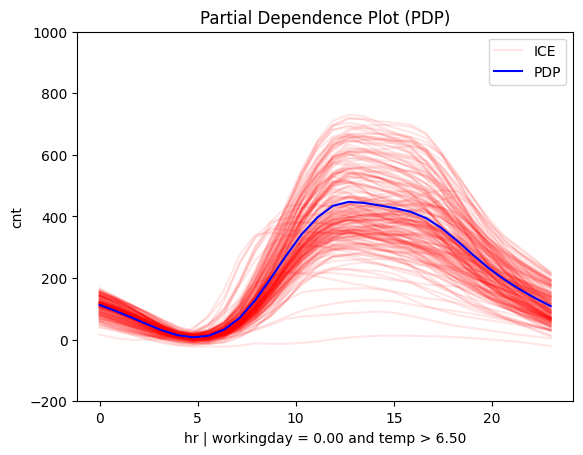 Partial Dependence Plot (PDP)
1000
800
600
400
200
0
−200
cnt
ICE
PDP
0
5
10
15
20
hr | workingday = 0.00 and temp > 6.50